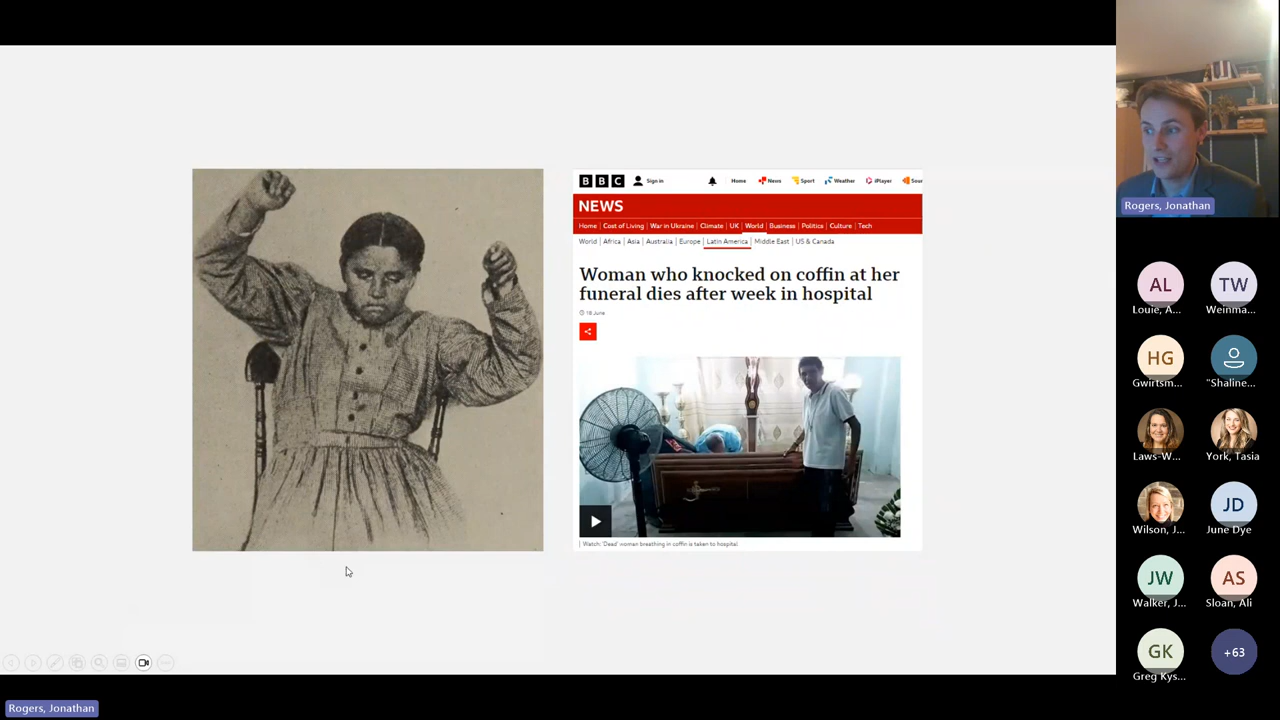 BBC Sign in Home News Sport Weather iPlayer Soun
NEWS
Home Cost of Living War in Ukraine Climate UK World Business Politics Culture Tech
World Africa Asia Australia Europe Latin America Middle East US & Canada
Woman who knocked on coffin at her
funeral dies after week in hospital
18 June
Watch: 'Dead' woman breathing in coffin is taken to hospital
Rogers, Jonathan
AL TW
Louie, A... Weinma...
HG
Gwirtsm... "Shaline...
Laws-W... York, Tasia
JD
Wilson, J... June Dye
JW AS
Walker, J... Sloan, Ali
GK +63
Greg Kys...
Rogers, Jonathan